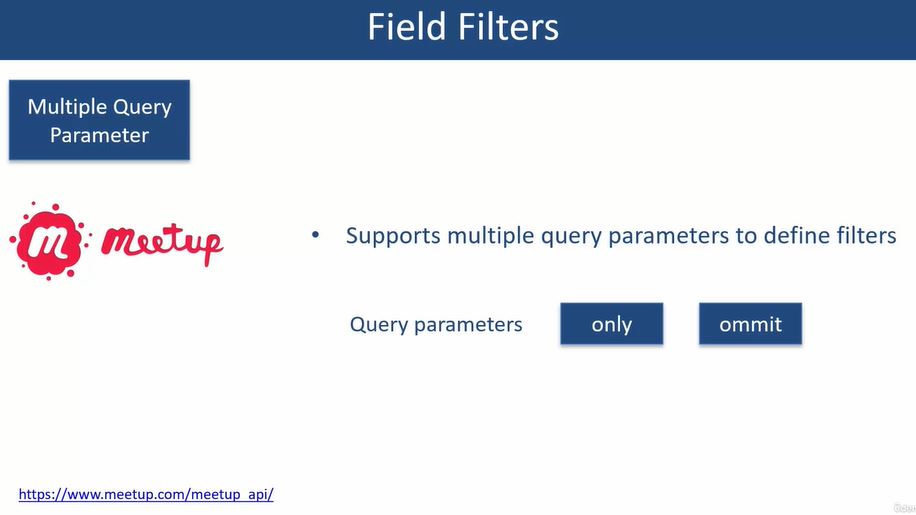 Field Filters
Multiple Query
Parameter
m meetup
• Supports multiple query parameters to define filters
Query parameters only ommit
https://www.meetup.com/meetup_api/